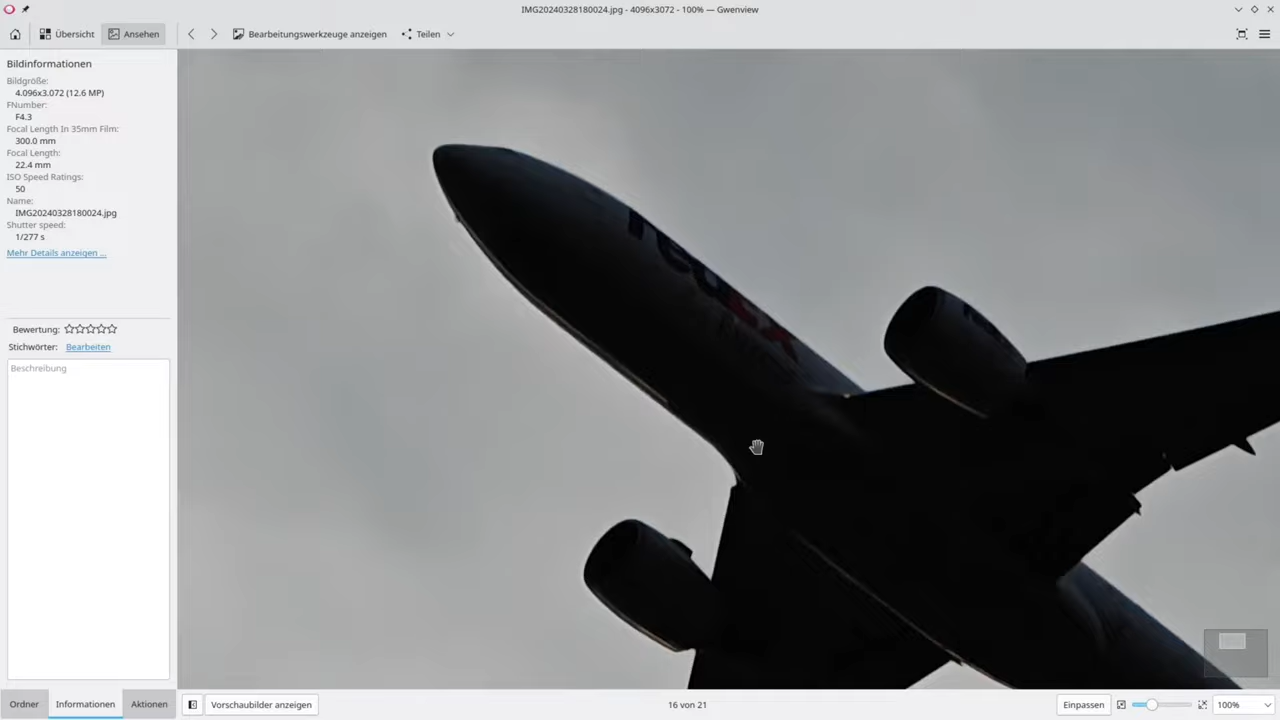 IMG20240328180024.jpg - 4096x3072 - 100% — Gwenview
Übersicht
Ansehen
Bearbeitungswerkzeuge anzeigen
Teilen
Bildinformationen
Bildgröße:
4.096x3.072 (12.6 MP)
FNumber:
F4.3
Focal Length In 35mm Film:
300.0 mm
Focal Length:
22.4 mm
ISO Speed Ratings:
50
Name:
IMG20240328180024.jpg
Shutter speed:
1/277 s
Mehr Details anzeigen ...
Bewertung:
Stichwörter: Bearbeiten
Beschreibung
FedEx
Ordner
Informationen
Aktionen
Vorschaubilder anzeigen
16 von 21
Einpassen
100%